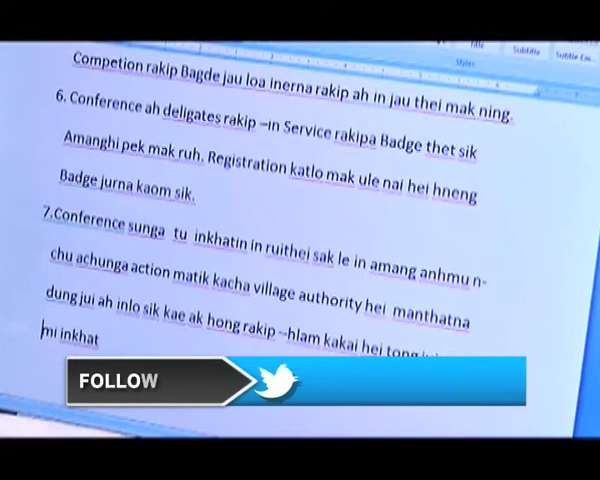 Title
Subtitle
Subtle Em...
Styles
Competion rakip Bagde jau loa inerna rakip ah in jau thei mak ning.
6. Conference ah deligates rakip –in Service rakipa Badge thet sik
Amanghi pek mak ruh. Registration katlo mak ule nai hei hneng
Badge jurna kaom sik.
7.Conference sunga tu inkhatin in ruithei sak le in amang anhmu n-
chu achunga action matik kacha village authority hei manthatna
dung jui ah inlo sik kae ak hong rakip –hlam kakai hei tong
mi inkhat
FOLLOW